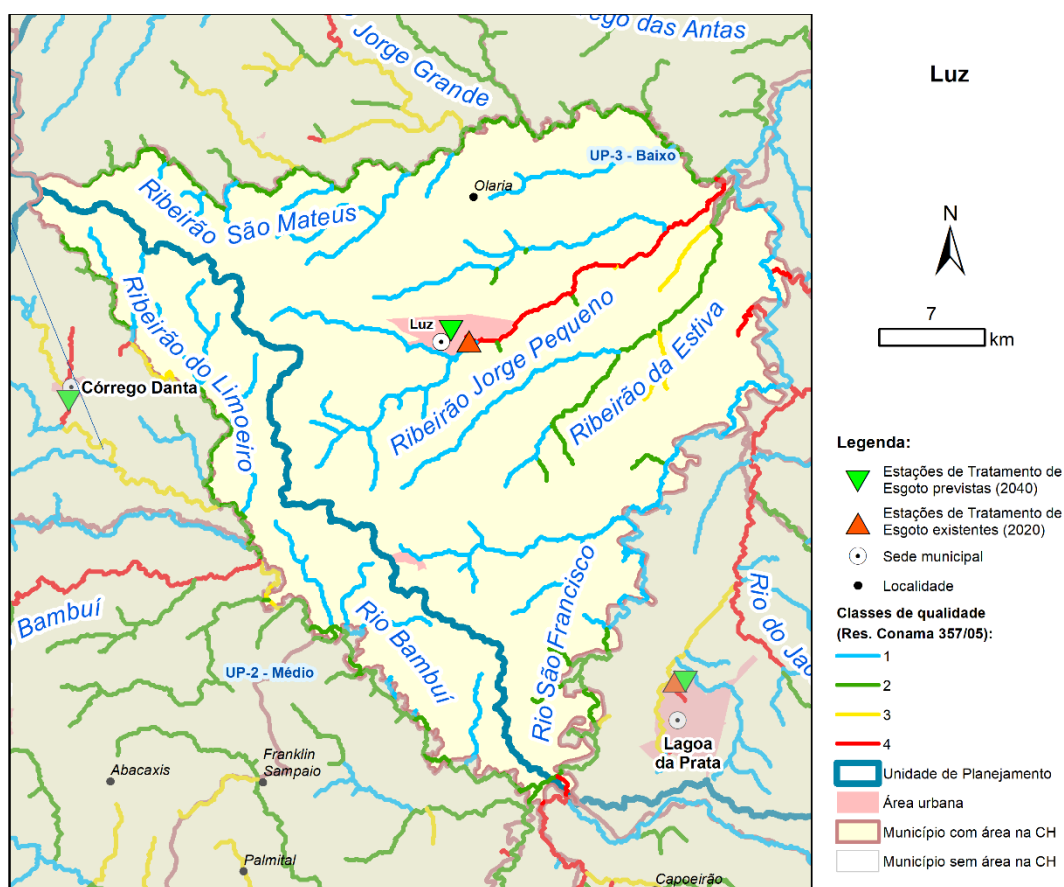 ego das Antas
Jorge Grande
Luz
UP-3 - Baixo
Olaria
Ribeirão São Mateus
N
7
km
Luz
Ribeirão do Limoeiro
Ribeirão Jorge Pequeno
Ribeirão da Estiva
Córrego Danta
Legenda:
Estações de Tratamento de
Esgoto previstas (2040)
Estações de Tratamento de
Esgoto existentes (2020)
Sede municipal
Localidade
Classes de qualidade
(Res. Conama 357/05):
1
2
3
4
Unidade de Planejamento
Área urbana
Município com área na CH
Município sem área na CH
Bambuí
Rio Bambuí
Rio São Francisco
Rio do Jac
UP-2 - Médio
Lagoa
da Prata
Abacaxis
Franklin
Sampaio
Palmital
Capoeirão